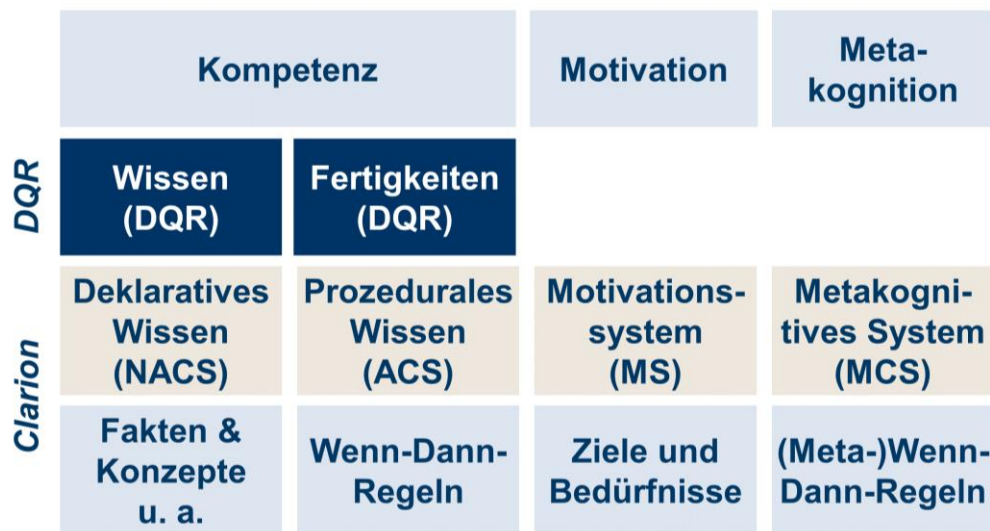 Kompetenz
Motivation
Meta-
kognition
DQR
Wissen
(DQR)
Fertigkeiten
(DQR)
Clarion
Deklaratives
Wissen
(NACS)
Prozedurales
Wissen
(ACS)
Motivations-
system
(MS)
Metakogni-
tives System
(MCS)
Fakten &
Konzepte
u. a.
Wenn-Dann-
Regeln
Ziele und
Bedürfnisse
(Meta-)Wenn-
Dann-Regeln